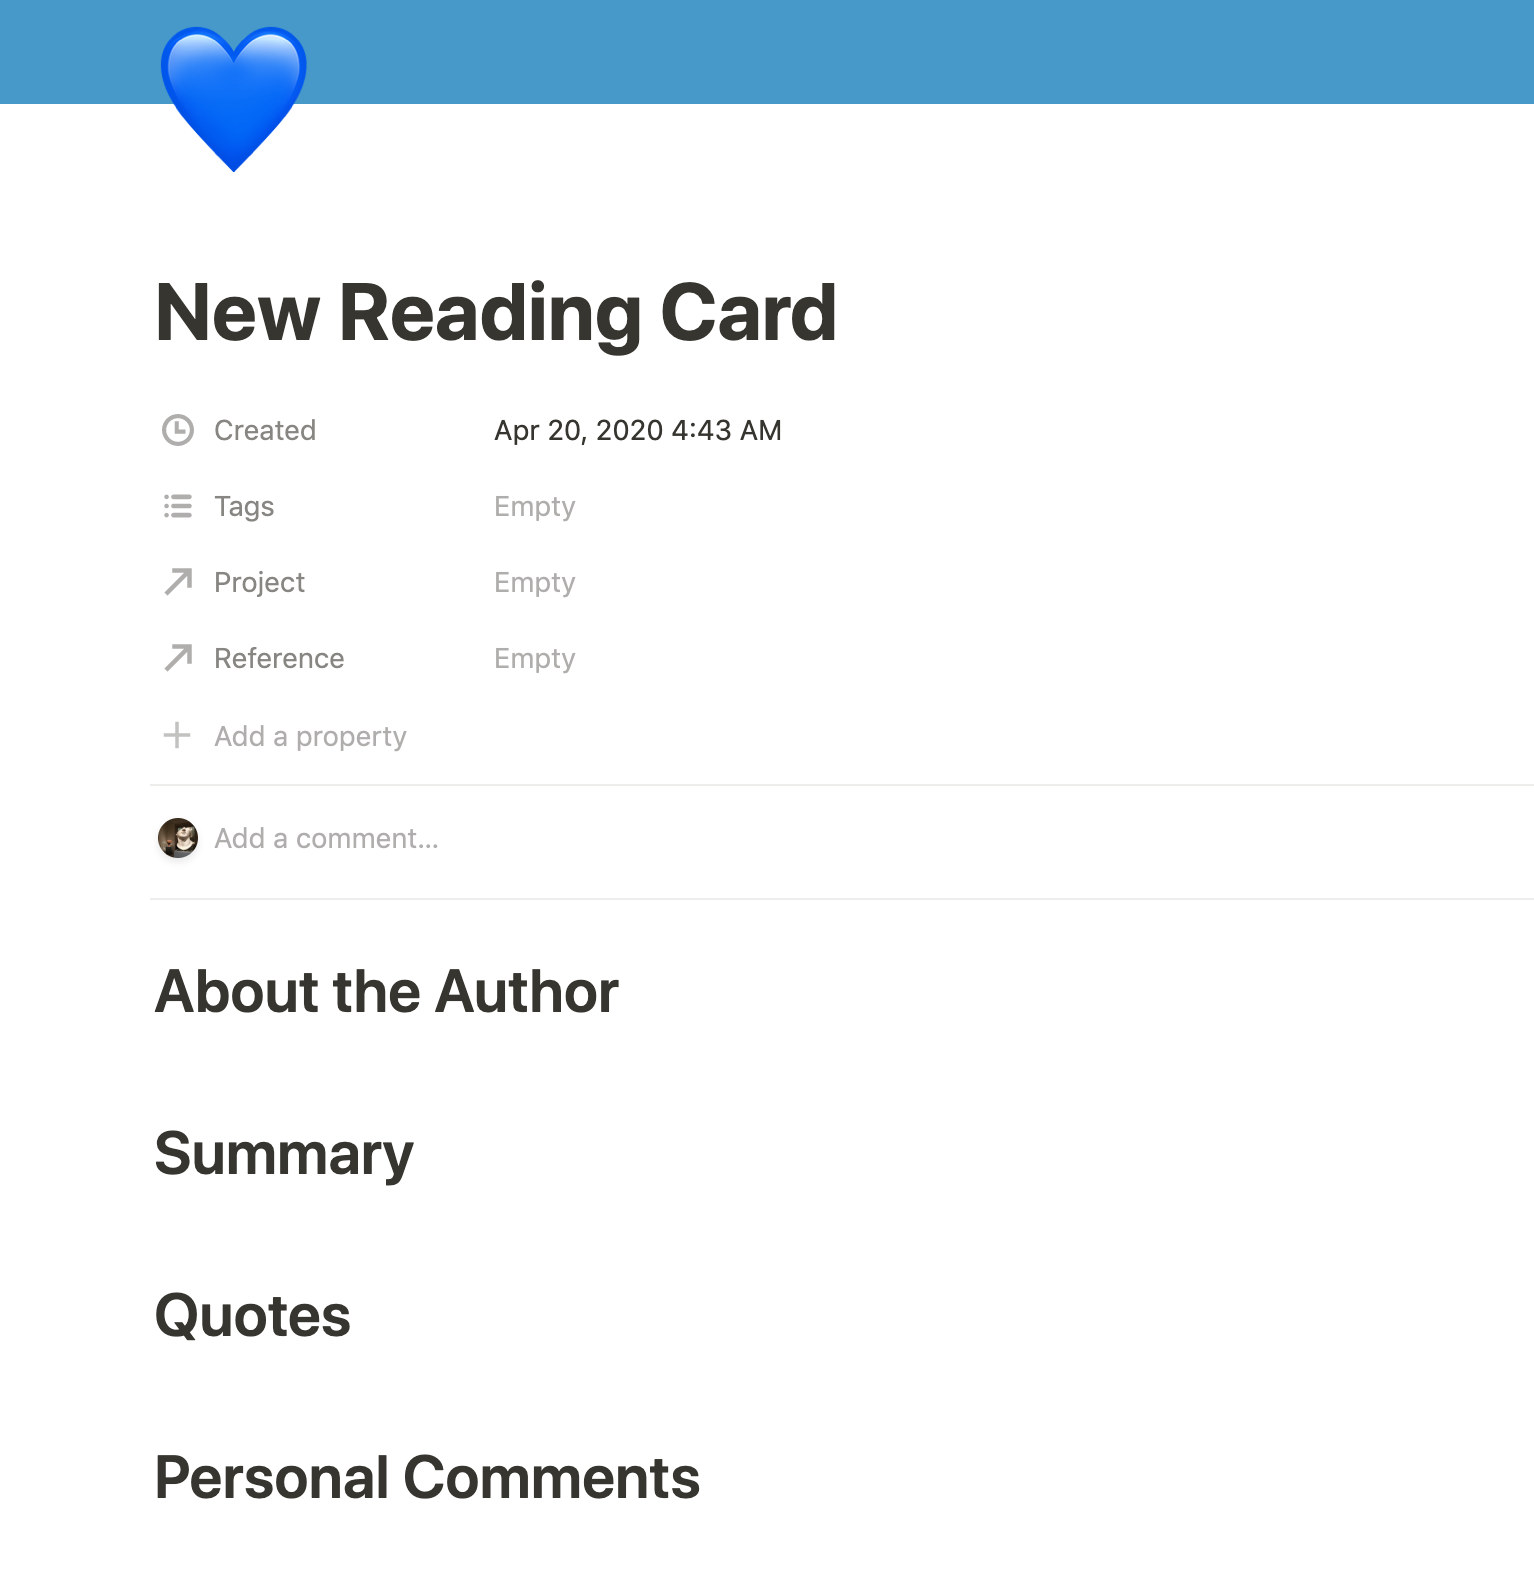 New Reading Card
Created Apr 20, 2020 4:43 AM
Tags Empty
Project Empty
Reference Empty
Add a property
Add a comment...
About the Author
Summary
Quotes
Personal Comments